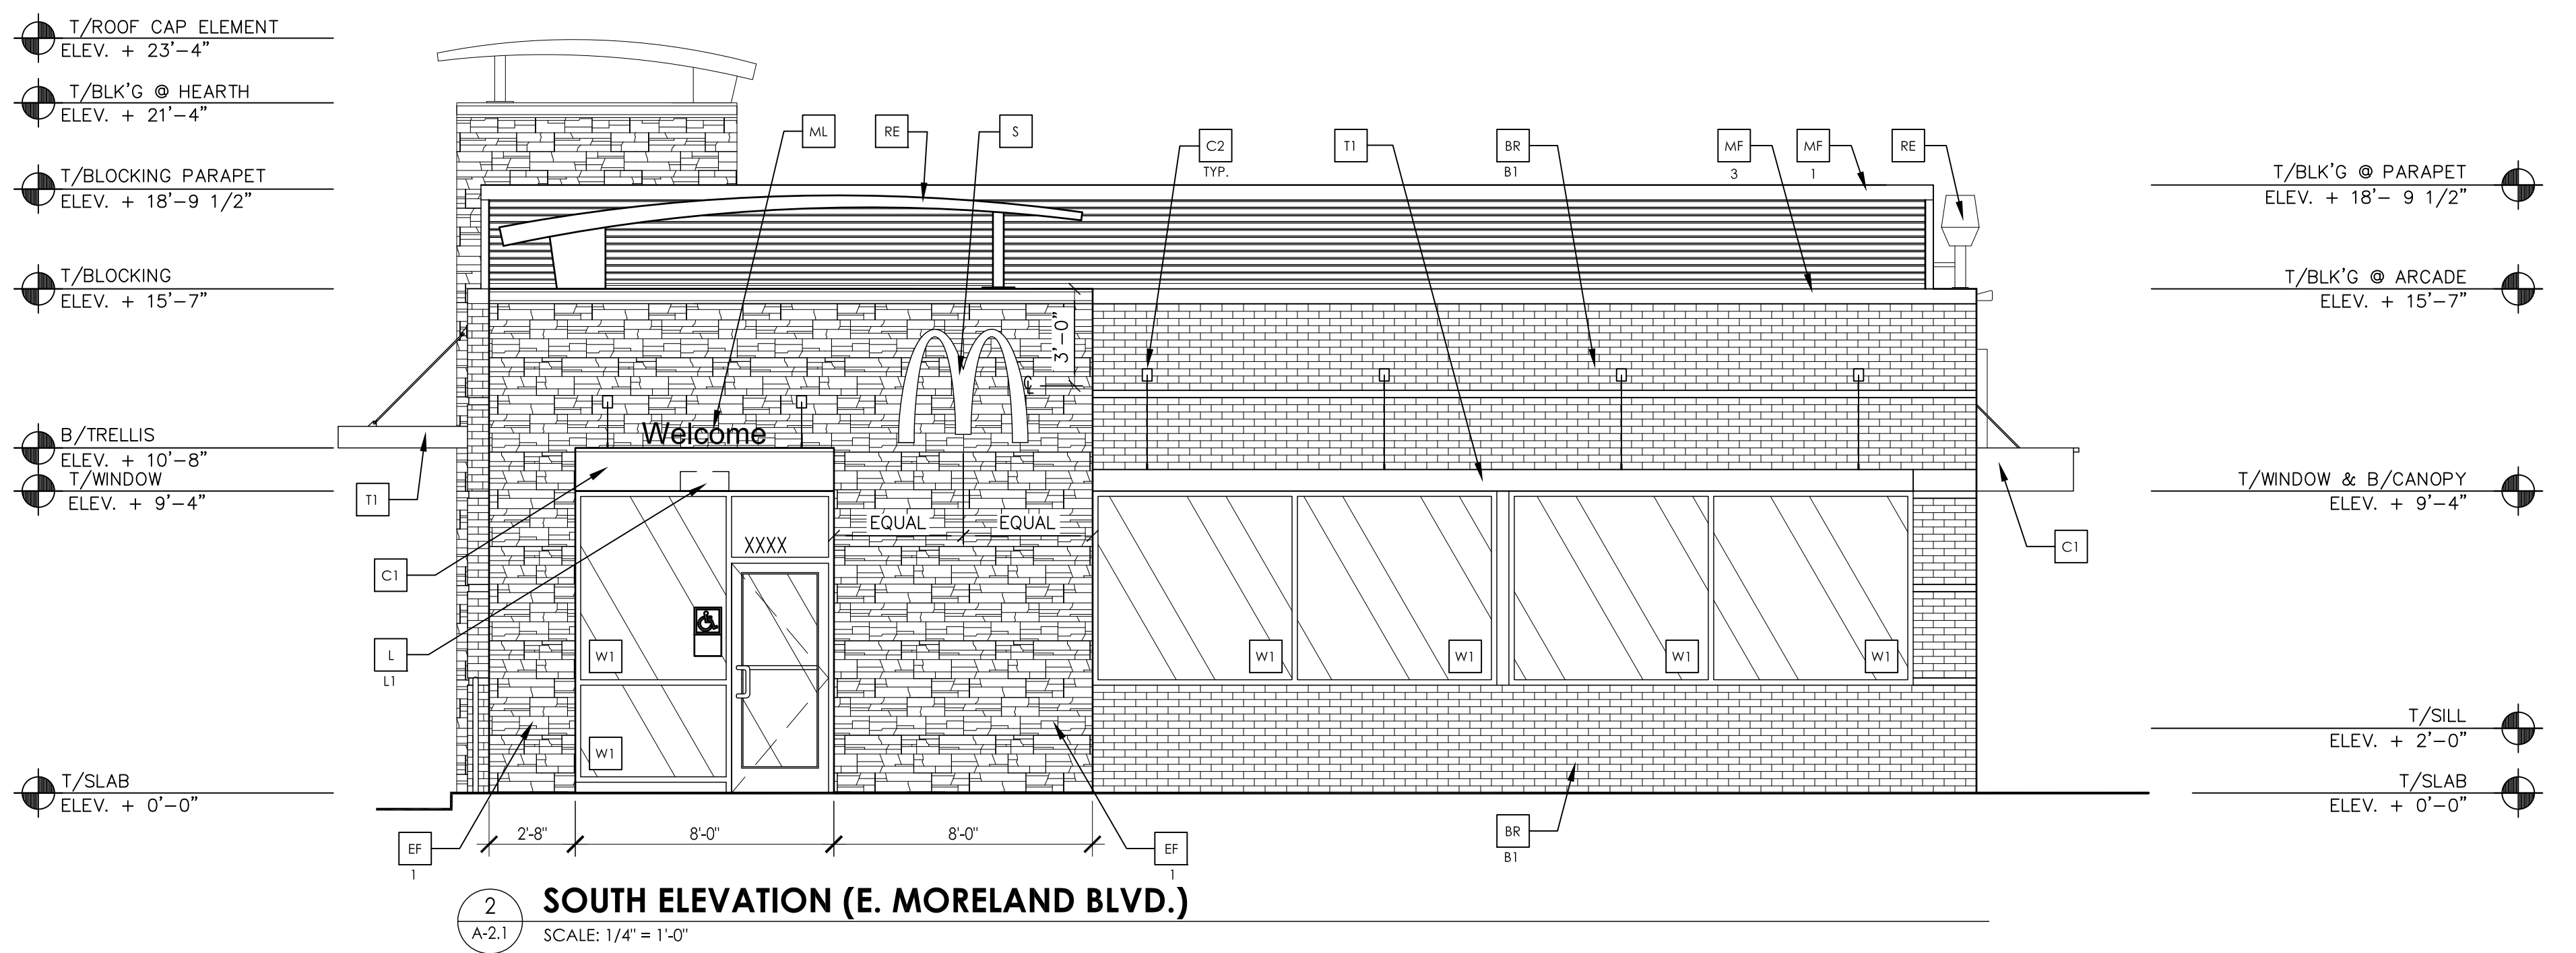 T/ROOF CAP ELEMENT
ELEV. + 23'-4"
T/BLK'G @ HEARTH
ELEV. + 21'-4"
T/BLOCKING PARAPET
ELEV. + 18'-9 1/2"
T/BLOCKING
ELEV. + 15'-7"
B/TRELLIS
ELEV. + 10'-8"
T/WINDOW
ELEV. + 9'-4"
T/SLAB
ELEV. + 0'-0"
ML
RE
S
C2
TYP.
T1
BR
B1
MF
3
MF
1
RE
T/BLK'G @ PARAPET
ELEV. + 18'- 9 1/2"
T/BLK'G @ ARCADE
ELEV. + 15'-7"
T/WINDOW & B/CANOPY
ELEV. + 9'-4"
T/SILL
ELEV. + 2'-0"
T/SLAB
ELEV. + 0'-0"
3'-0"
Welcome
T1
EQUAL
EQUAL
XXXX
C1
C1
L
L1
W1
W1
W1
W1
W1
W1
2'-8"
8'-0"
8'-0"
EF
1
EF
1
BR
B1
2
A-2.1
SOUTH ELEVATION (E. MORELAND BLVD.)
SCALE: 1/4" = 1'-0"